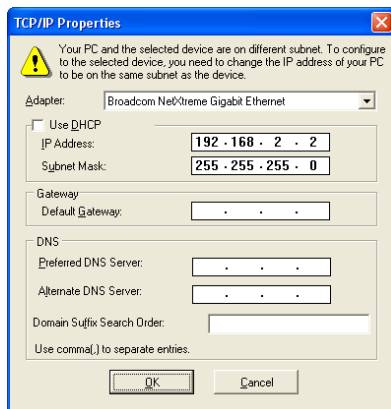 TCP/IP Properties
Your PC and the selected device are on different subnet. To configure
to the selected device, you need to change the IP address of your PC
to be on the same subnet as the device.
Adapter: Broadcom NetXtreme Gigabit Ethernet
Use DHCP
IP Address: 192 . 168 . 2 . 2
Subnet Mask: 255 . 255 . 255 . 0
Gateway
Default Gateway: . . .
DNS
Preferred DNS Server: . . .
Alternate DNS Server: . . .
Domain Suffix Search Order:
Use comma(,) to separate entries.
OK Cancel